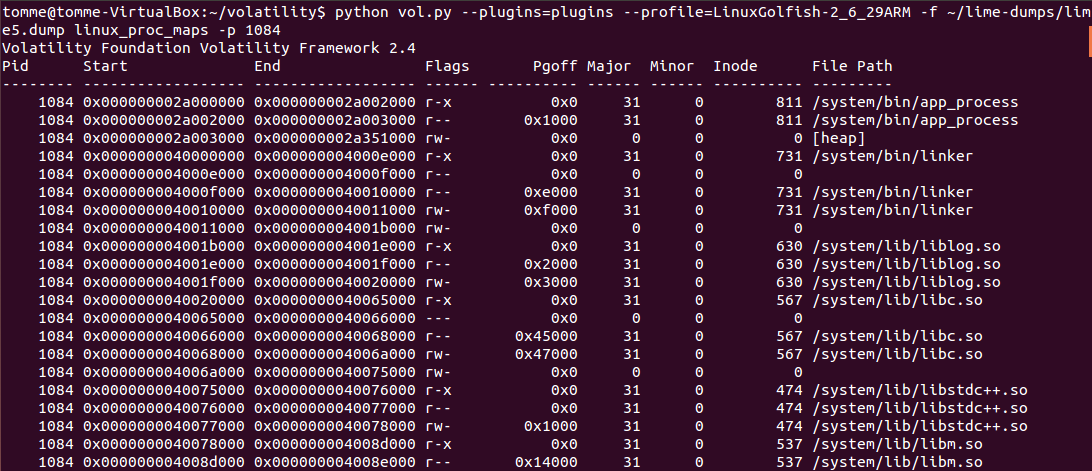 tomme@tomme-VirtualBox:~/volatility$ python vol.py --plugins=plugins --profile=LinuxGolfish-2_6_29ARM -f ~/lime-dumps/lim
e5.dump linux_proc_maps -p 1084
Volatility Foundation Volatility Framework 2.4
Pid      Start              End                Flags       Pgoff Major  Minor  Inode      File Path
-------- ------------------ ------------------ ------ ---------- ------ ------ ---------- ---------
    1084 0x000000002a000000 0x000000002a002000 r-x           0x0     31      0        811 /system/bin/app_process
    1084 0x000000002a002000 0x000000002a003000 r--        0x1000     31      0        811 /system/bin/app_process
    1084 0x000000002a003000 0x000000002a351000 rw-           0x0      0      0          0 [heap]
    1084 0x0000000040000000 0x000000004000e000 r-x           0x0     31      0        731 /system/bin/linker
    1084 0x000000004000e000 0x000000004000f000 r--           0x0      0      0          0
    1084 0x000000004000f000 0x0000000040010000 r--        0xe000     31      0        731 /system/bin/linker
    1084 0x0000000040010000 0x0000000040011000 rw-        0xf000     31      0        731 /system/bin/linker
    1084 0x0000000040011000 0x000000004001b000 rw-           0x0      0      0          0
    1084 0x000000004001b000 0x000000004001e000 r-x           0x0     31      0        630 /system/lib/liblog.so
    1084 0x000000004001e000 0x000000004001f000 r--        0x2000     31      0        630 /system/lib/liblog.so
    1084 0x000000004001f000 0x0000000040020000 rw-        0x3000     31      0        630 /system/lib/liblog.so
    1084 0x0000000040020000 0x0000000040065000 r-x           0x0     31      0        567 /system/lib/libc.so
    1084 0x0000000040065000 0x0000000040066000 ---           0x0      0      0          0
    1084 0x0000000040066000 0x0000000040068000 r--       0x45000     31      0        567 /system/lib/libc.so
    1084 0x0000000040068000 0x000000004006a000 rw-       0x47000     31      0        567 /system/lib/libc.so
    1084 0x000000004006a000 0x0000000040075000 rw-           0x0      0      0          0
    1084 0x0000000040075000 0x0000000040076000 r-x           0x0     31      0        474 /system/lib/libstdc++.so
    1084 0x0000000040076000 0x0000000040077000 r--           0x0     31      0        474 /system/lib/libstdc++.so
    1084 0x0000000040077000 0x0000000040078000 rw-        0x1000     31      0        474 /system/lib/libstdc++.so
    1084 0x0000000040078000 0x000000004008d000 r-x           0x0     31      0        537 /system/lib/libm.so
    1084 0x000000004008d000 0x000000004008e000 r--       0x14000     31      0        537 /system/lib/libm.so